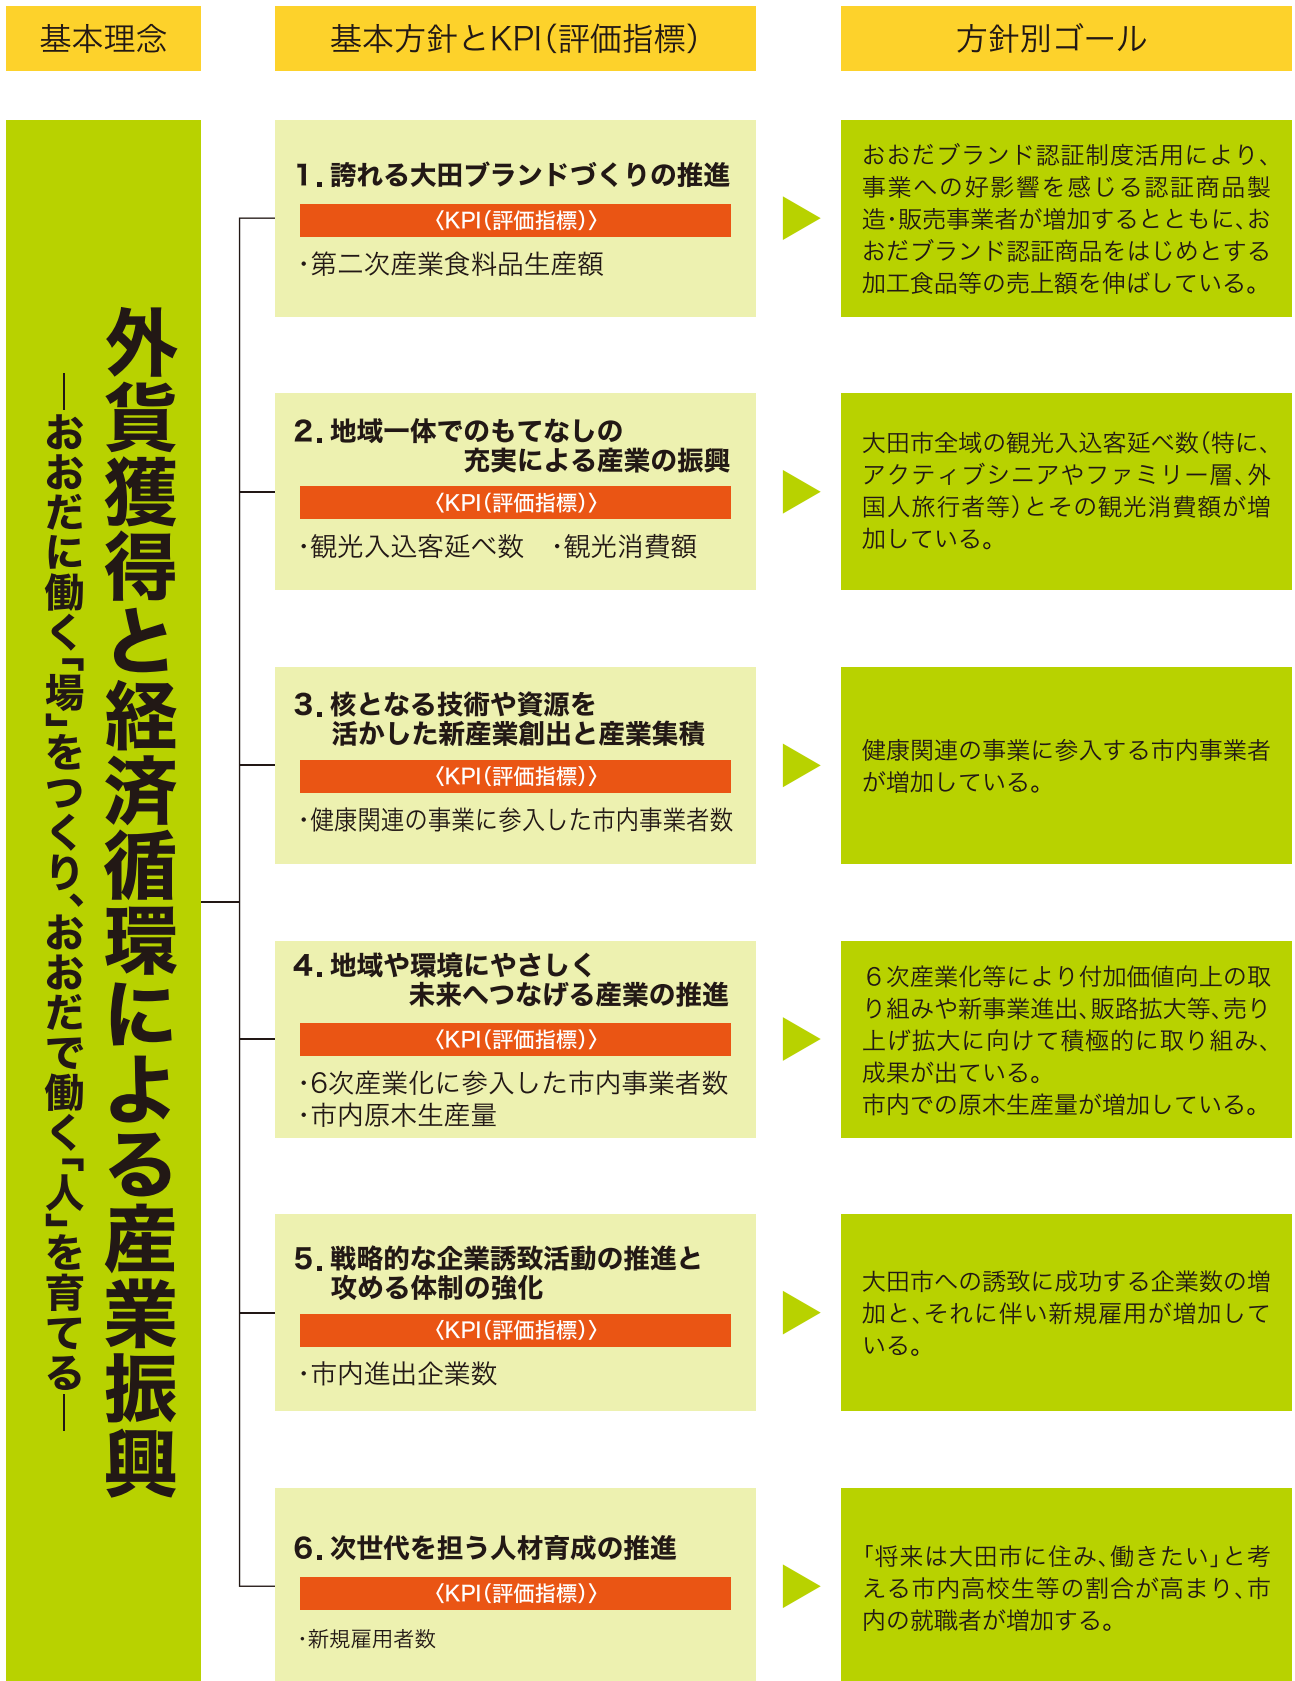 基本理念
基本方針とKPI（評価指標）
方針別ゴール
外貨獲得と経済循環による産業振興
―おおだに働く「場」をつくり、おおだで働く「人」を育てる―
1．誇れる大田ブランドづくりの推進
〈KPI（評価指標）〉
・第二次産業食料品生産額
おおだブランド認証制度活用により、
事業への好影響を感じる認証商品製
造・販売事業者が増加するとともに、お
おだブランド認証商品をはじめとする
加工食品等の売上額を伸ばしている。
2．地域一体でのもてなしの
充実による産業の振興
〈KPI（評価指標）〉
・観光入込客延べ数　・観光消費額
大田市全域の観光入込客延べ数（特に、
アクティブシニアやファミリー層、外
国人旅行者等）とその観光消費額が増
加している。
3．核となる技術や資源を
活かした新産業創出と産業集積
〈KPI（評価指標）〉
・健康関連の事業に参入した市内事業者数
健康関連の事業に参入する市内事業者
が増加している。
4．地域や環境にやさしく
未来へつなげる産業の推進
〈KPI（評価指標）〉
・6次産業化に参入した市内事業者数
・市内原木生産量
６次産業化等により付加価値向上の取
り組みや新事業進出、販路拡大等、売り
上げ拡大に向けて積極的に取り組み、
成果が出ている。
市内での原木生産量が増加している。
5．戦略的な企業誘致活動の推進と
攻める体制の強化
〈KPI（評価指標）〉
・市内進出企業数
大田市への誘致に成功する企業数の増
加と、それに伴い新規雇用が増加して
いる。
6．次世代を担う人材育成の推進
〈KPI（評価指標）〉
・新規雇用者数
「将来は大田市に住み、働きたい」と考
える市内高校生等の割合が高まり、市
内の就職者が増加する。